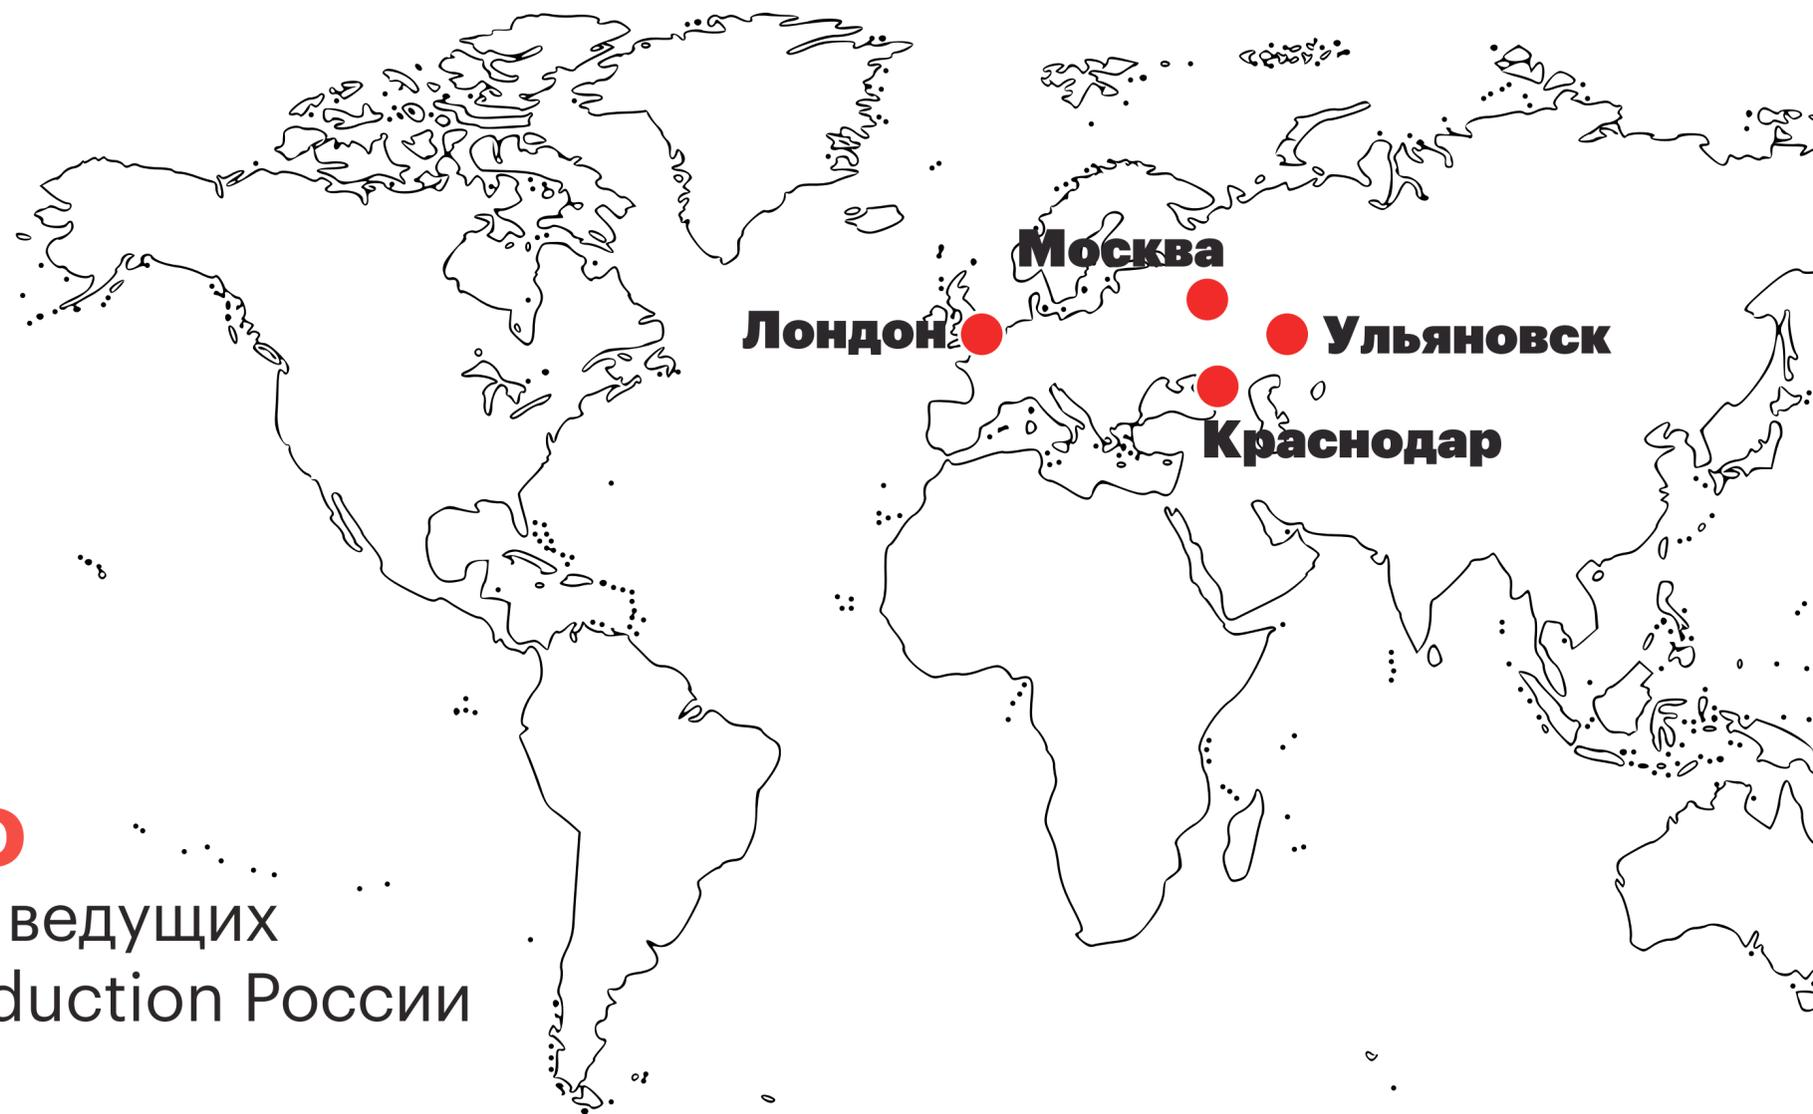 Москва
Лондон
Ульяновск
Краснодар
ведущих
duction России